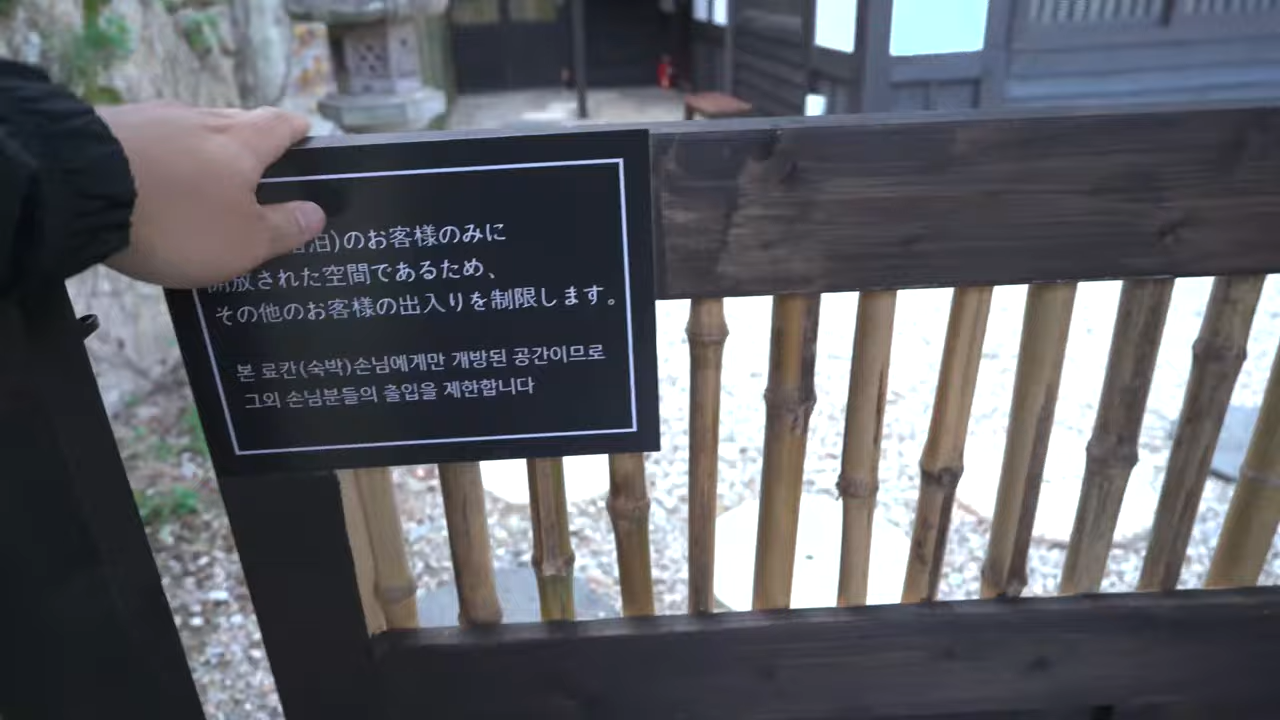 泊)のお客様のみに
開放された空間であるため、
その他のお客様の出入りを制限します。
본 료칸(숙박)손님에게만 개방된 공간이므로
그외 손님분들의 출입을 제한합니다